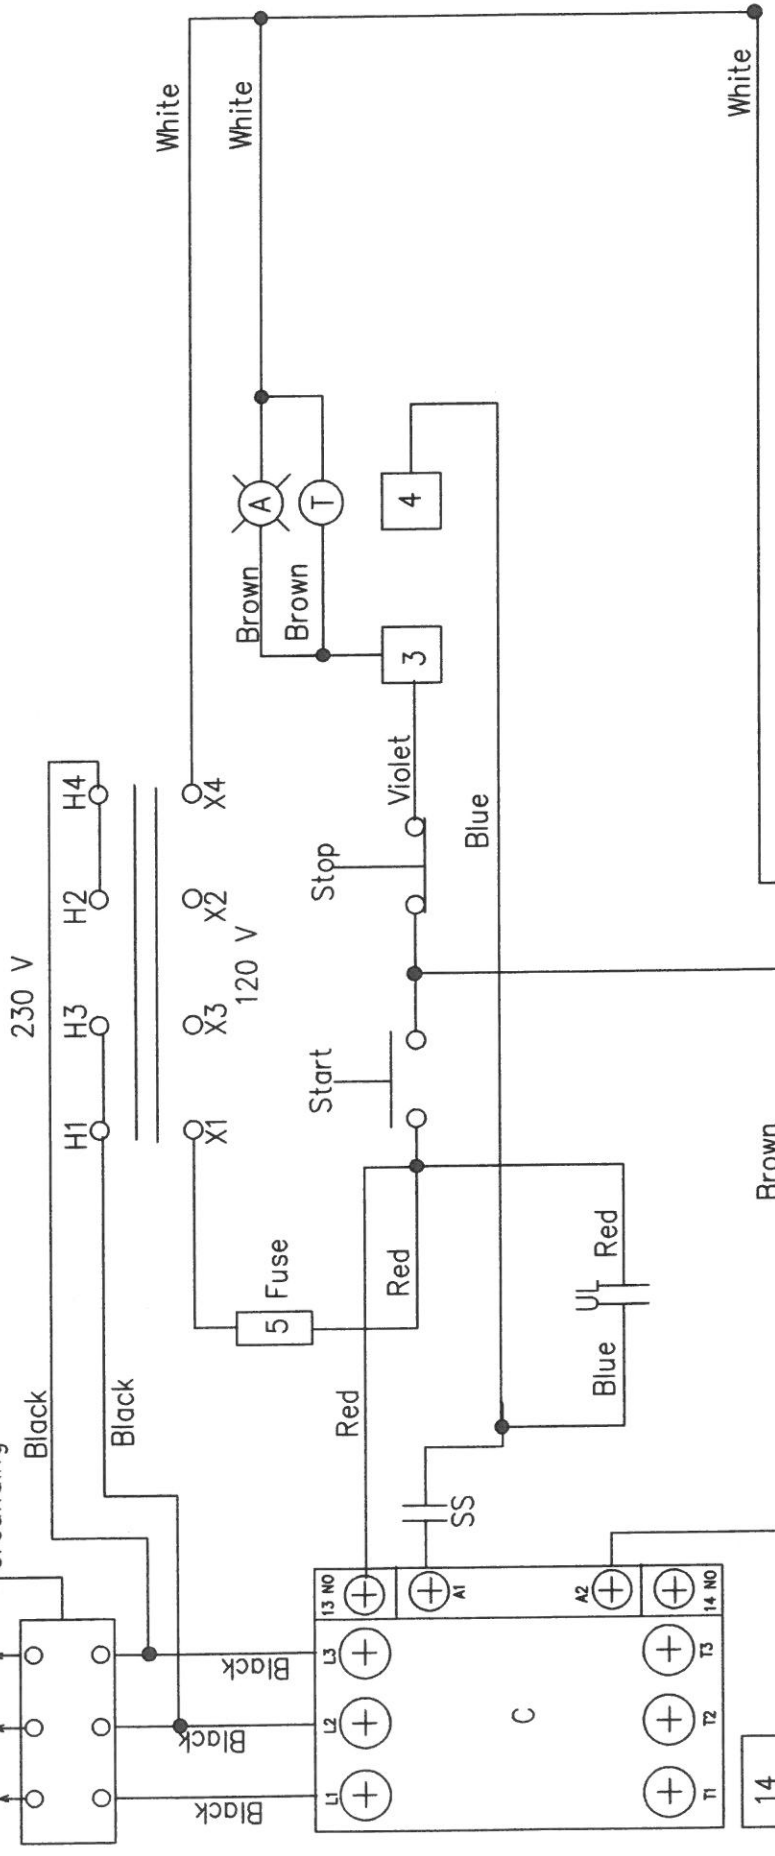 White
White
White
A
T
4
Brown
Brown
3
Violet
Blue
230 V
H4
H2
H3
H1
X4
X2
X3
X1
120 V
Stop
Start
5
Fuse
Red
Red
Red
UL
Blue
Brown
Black
Black
SS
13 NO
A1
A2
14 NO
Black
Black
Black
L3
L2
L1
C
T3
T2
T1
14